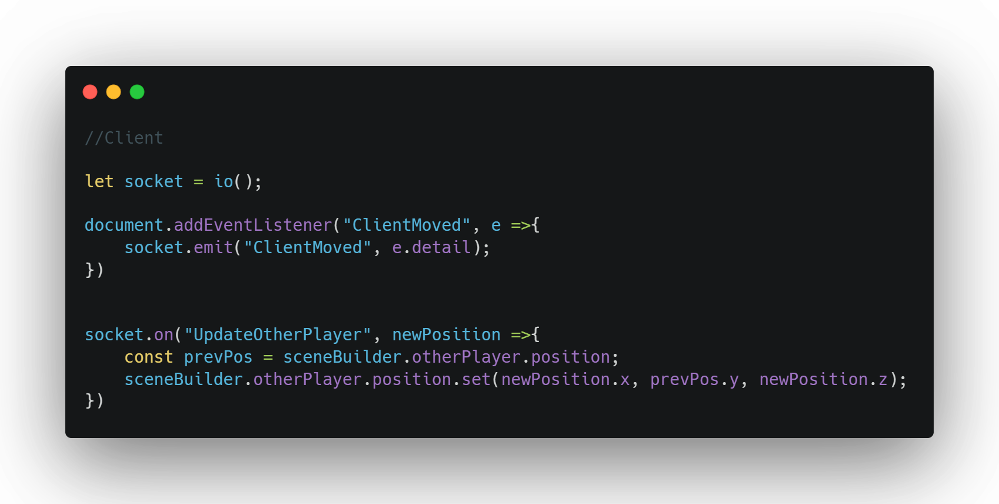 //Client
let socket = io();
document.addEventListener("ClientMoved", e =>{
    socket.emit("ClientMoved", e.detail);
})
socket.on("UpdateOtherPlayer", newPosition =>{
    const prevPos = sceneBuilder.otherPlayer.position;
    sceneBuilder.otherPlayer.position.set(newPosition.x, prevPos.y, newPosition.z);
})